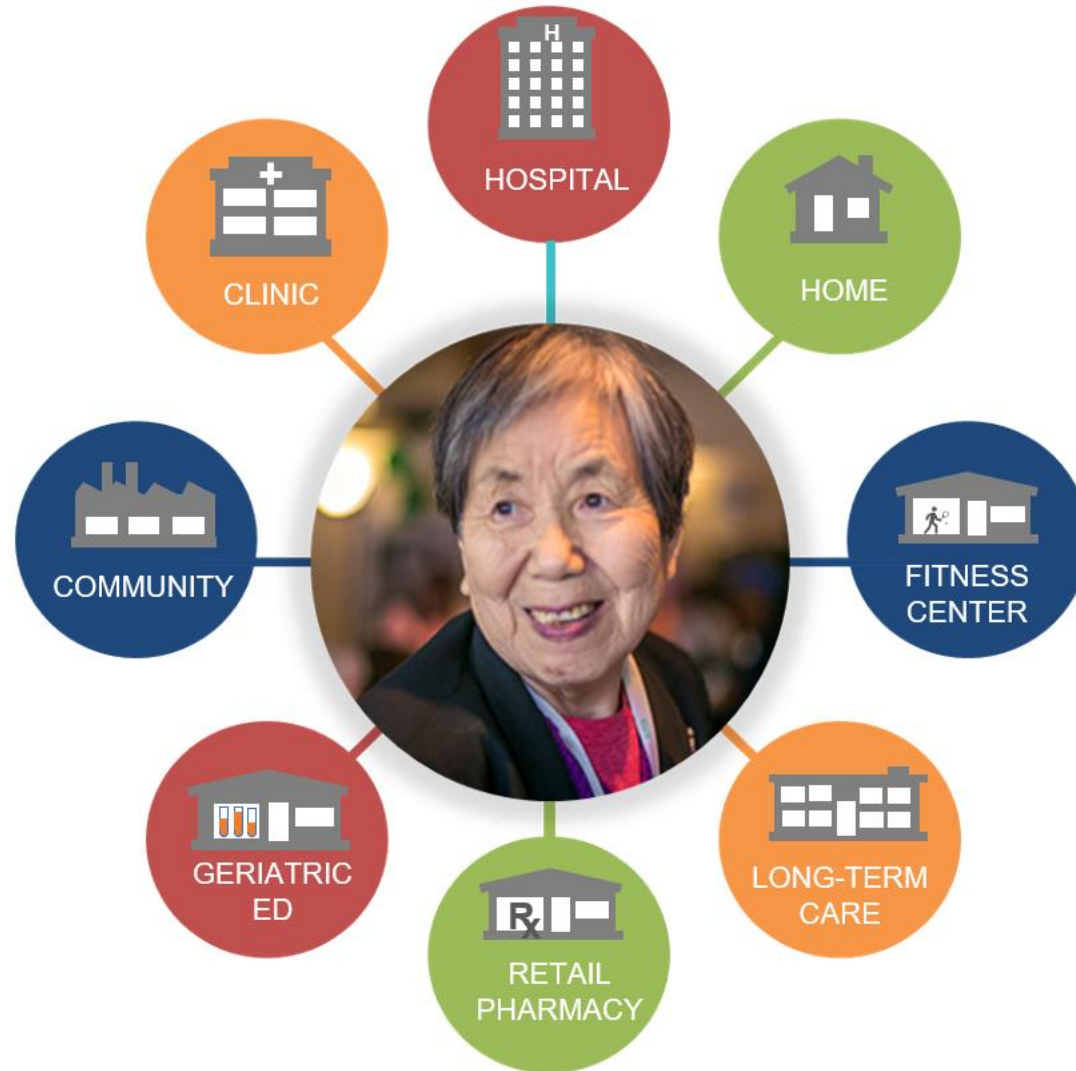 H
HOSPITAL
HOME
FITNESS
CENTER
LONG-TERM
CARE
Rx
RETAIL
PHARMACY
GERIATRIC
ED
COMMUNITY
CLINIC